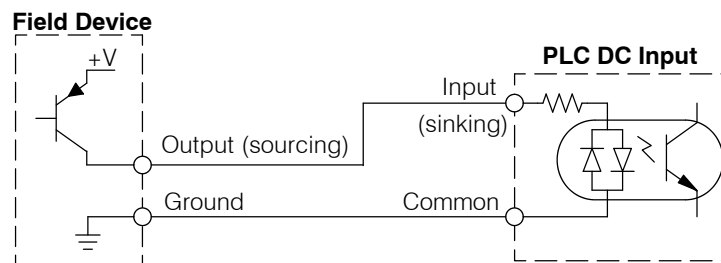 Field Device
+V
PLC DC Input
Input
Output (sourcing)
(sinking)
Ground
Common